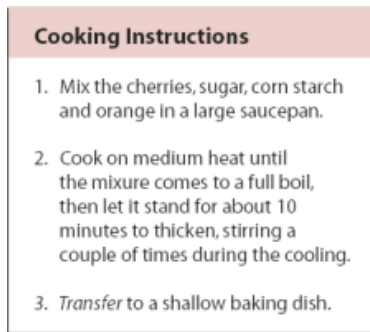 Cooking Instructions
1. Mix the cherries, sugar, corn starch
and orange in a large saucepan.
2. Cook on medium heat until
the mixure comes to a full boil,
then let it stand for about 10
minutes to thicken, stirring a
couple of times during the cooling.
3. Transfer to a shallow baking dish.